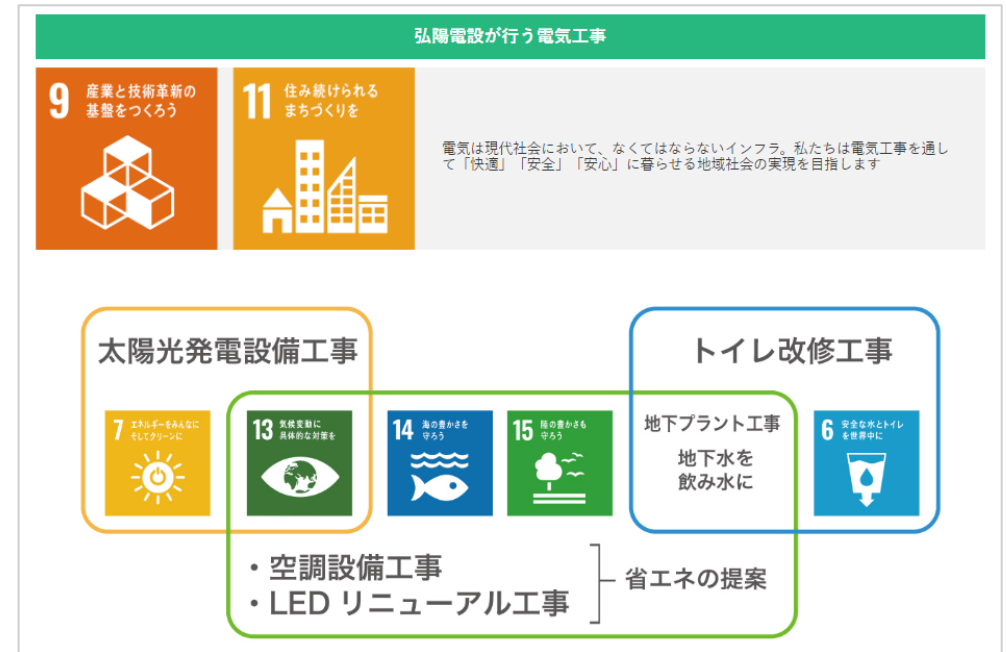 弘陽電設が行う電気工事
9 産業と技術革新の
基盤をつくろう
11 住み続けられる
まちづくりを
電気は現代社会において、なくてはならないインフラ。私たちは電気工事を通し
て「快適」「安全」「安心」に暮らせる地域社会の実現を目指します
太陽光発電設備工事
トイレ改修工事
7 エネルギーをみんなに
そしてクリーンに
13 気候変動に
具体的な対策を
14 海の豊かさを
守ろう
15 陸の豊かさも
守ろう
地下プラント工事
地下水を
飲み水に
6 安全な水とトイレ
を世界中に
・空調設備工事
・LED リニューアル工事
省エネの提案